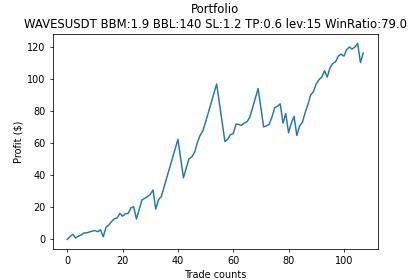 Portfolio
WAVESUSDT BBM:1.9 BBL:140 SL:1.2 TP:0.6 lev:15 WinRatio:79.0
120
100
80
60
40
20
0
Profit ($)
0 20 40 60 80 100
Trade counts